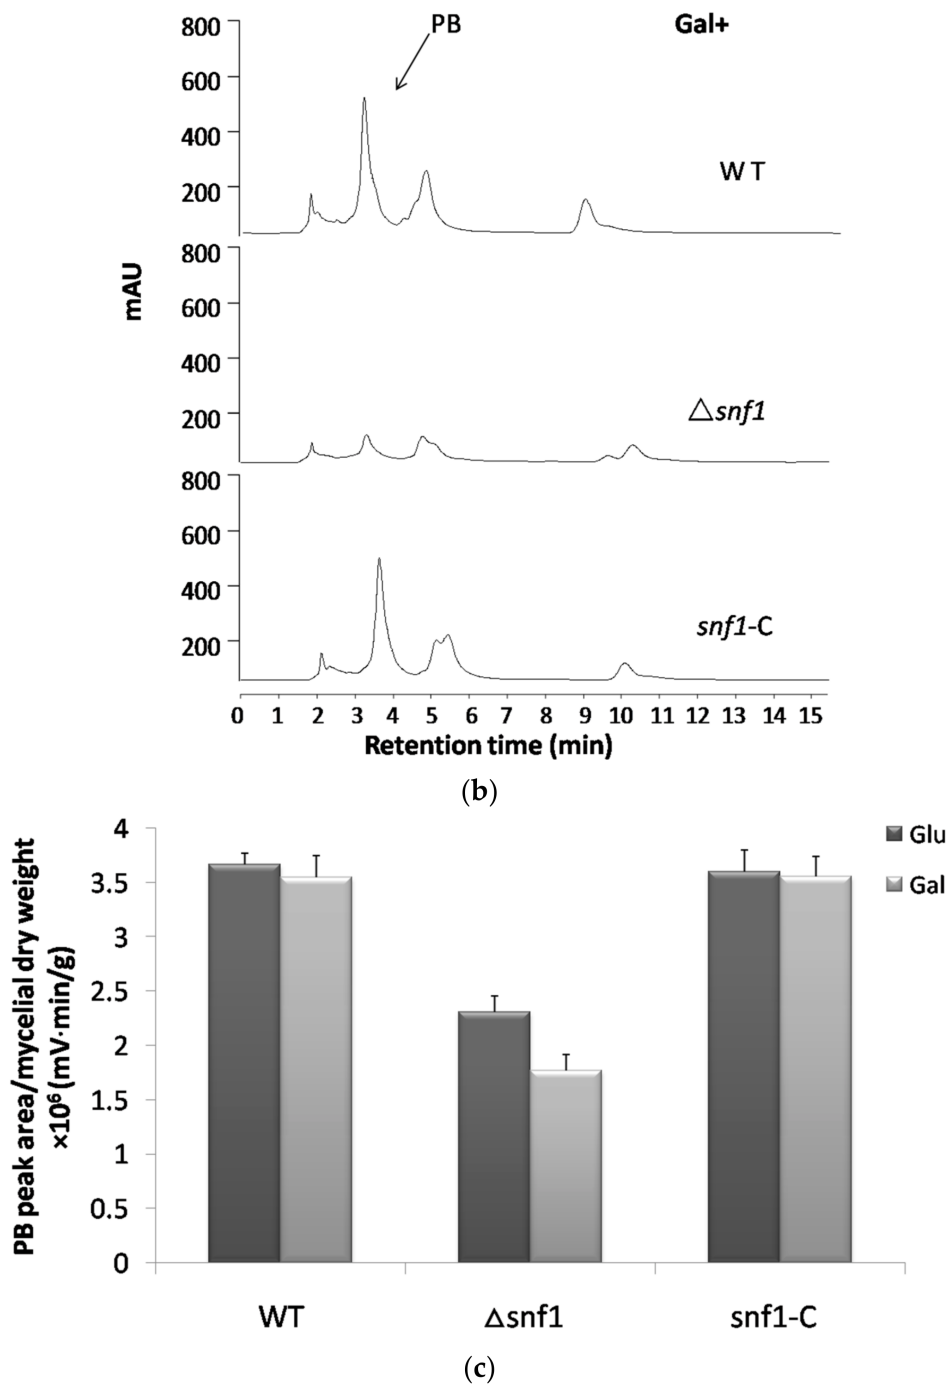 PB
Gal+
800
600
400
200
W T
mAU
800
600
400
200
△snf1
800
600
400
200
snf1-C
0 1 2 3 4 5 6 7 8 9 10 11 12 13 14 15
Retention time (min)
(b)
PB peak area/mycelial dry weight
×10⁶ (mV·min/g)
4
3.5
3
2.5
2
1.5
1
0.5
0
Glu
Gal
WT
△snf1
snf1-C
(c)